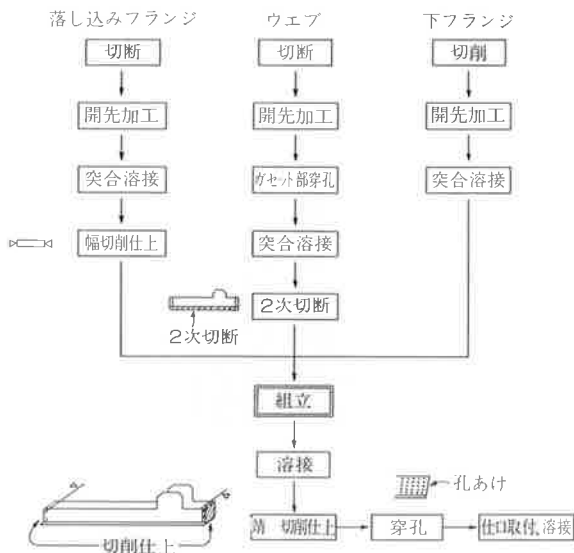 落し込みフランジ
ウエブ
下フランジ
切断
切断
切削
開先加工
開先加工
開先加工
突合溶接
ガセット部穿孔
突合溶接
幅切削仕上
突合溶接
2次切断
2次切断
組立
溶接
孔あけ
切削仕上
穿孔
仕口取付, 溶接
切削仕上